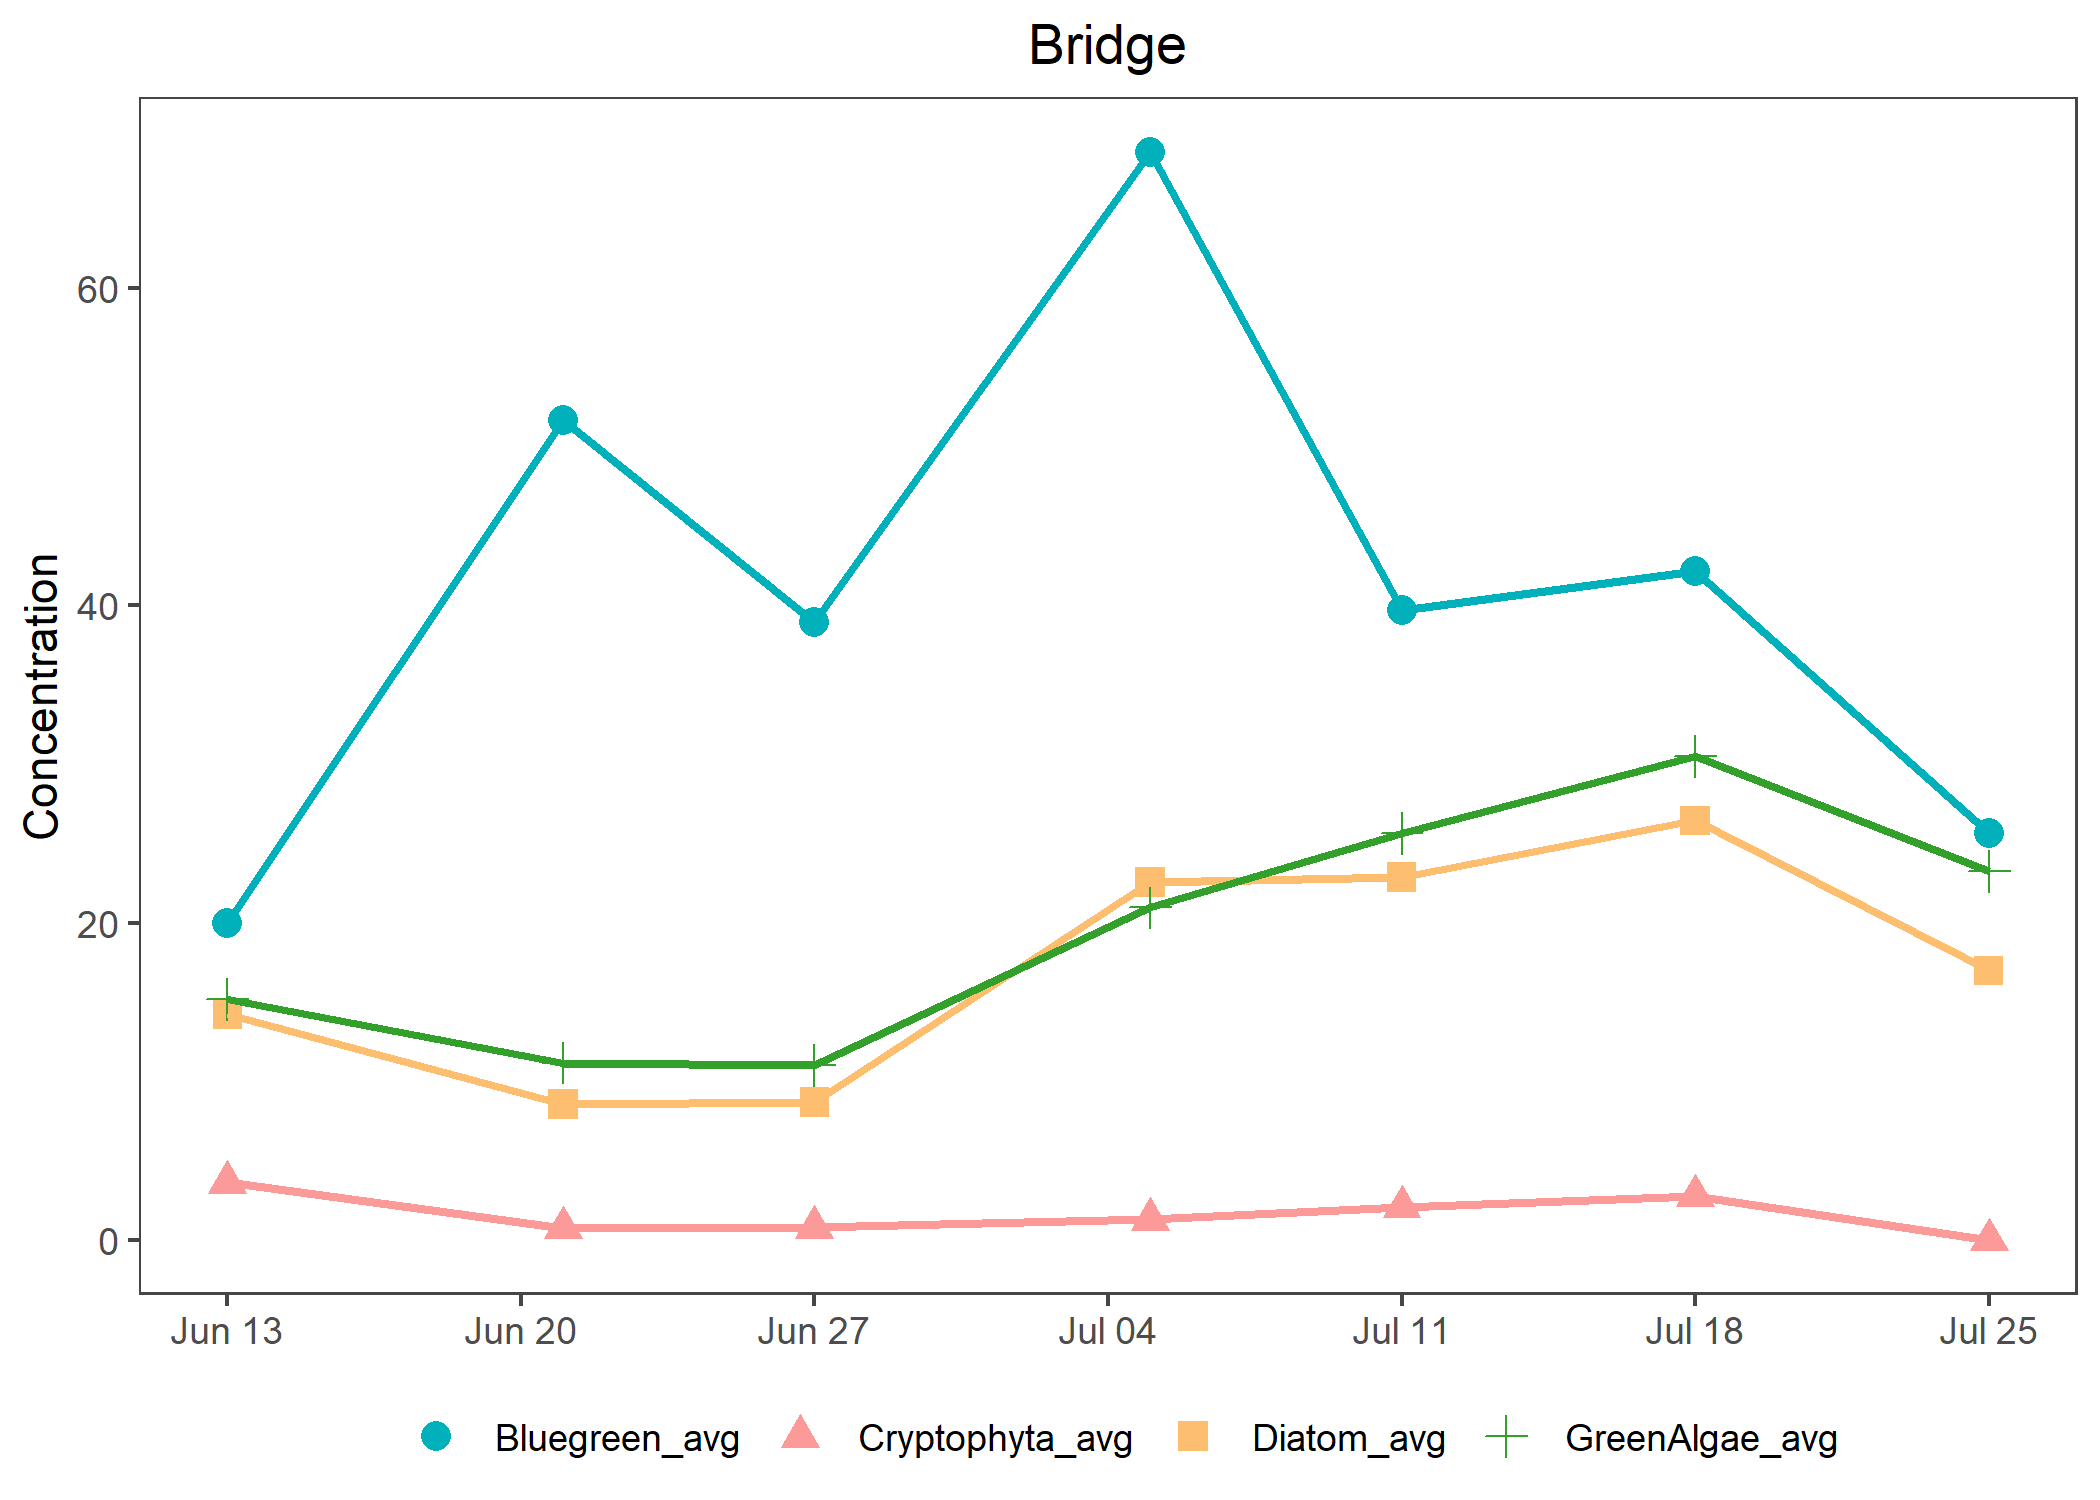 Bridge
Concentration
60
40
20
0
Jun 13 Jun 20 Jun 27 Jul 04 Jul 11 Jul 18 Jul 25
Bluegreen_avg Cryptophyta_avg Diatom_avg GreenAlgae_avg